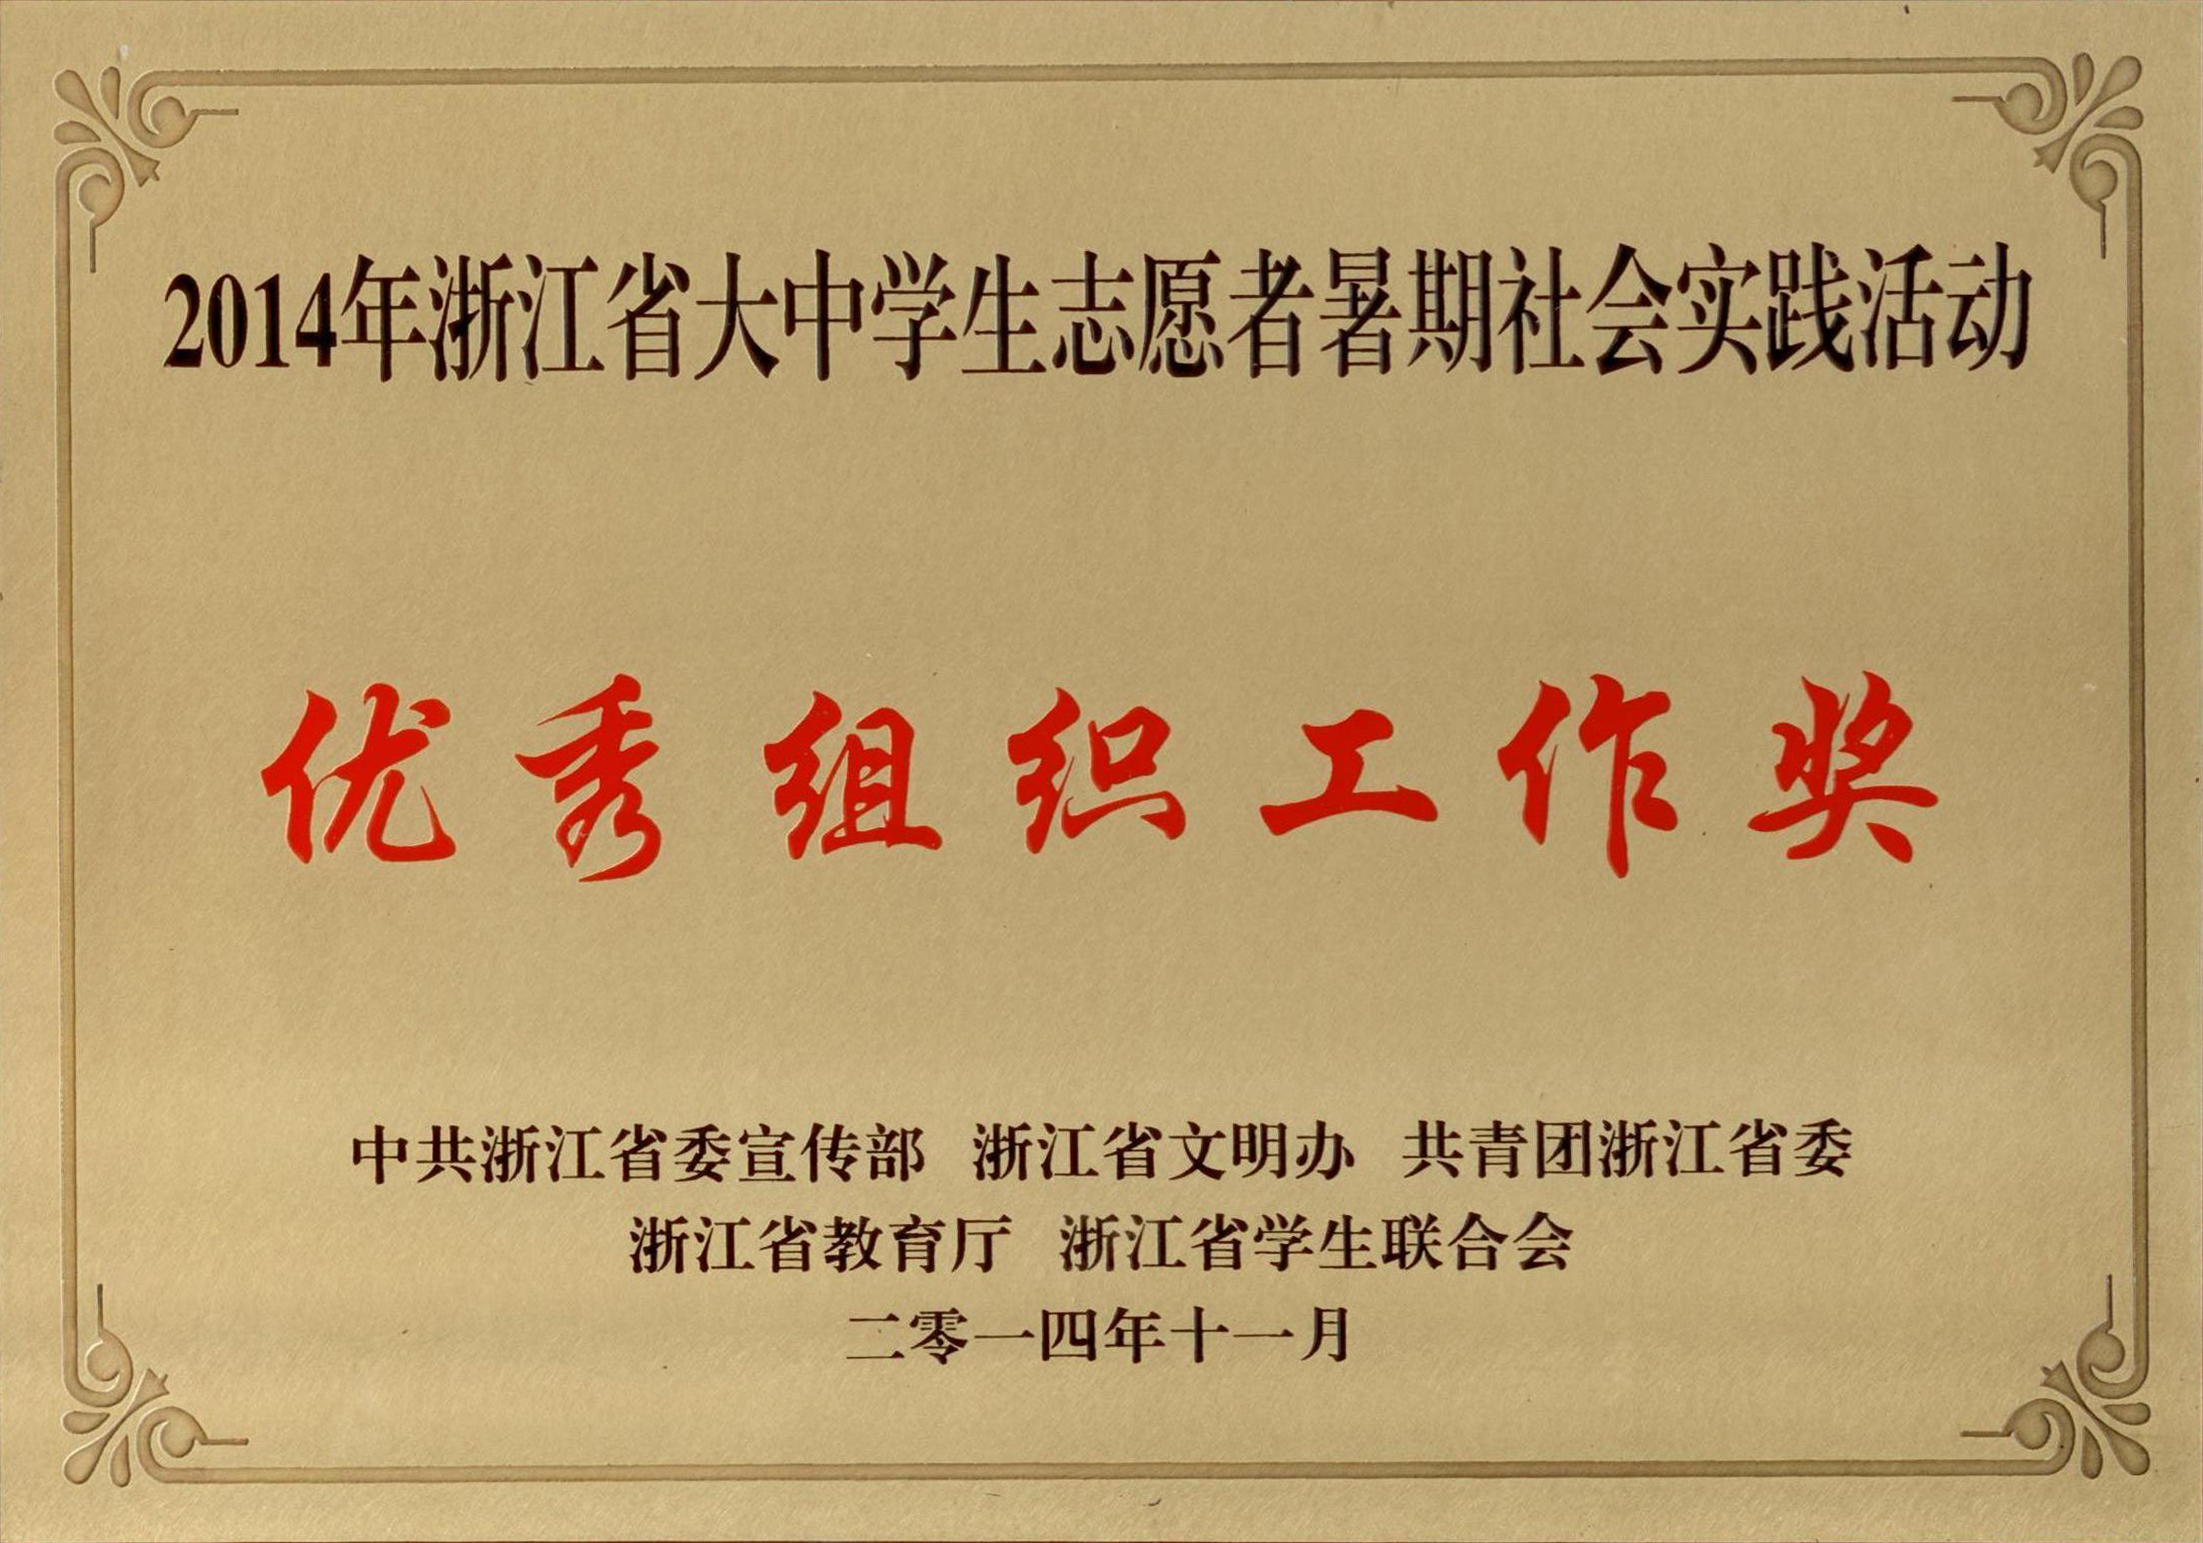 2014年浙江省大中学生志愿者暑期社会实践活动
优秀组织工作奖
中共浙江省委宣传部 浙江省文明办 共青团浙江省委
浙江省教育厅 浙江省学生联合会
二零一四年十一月